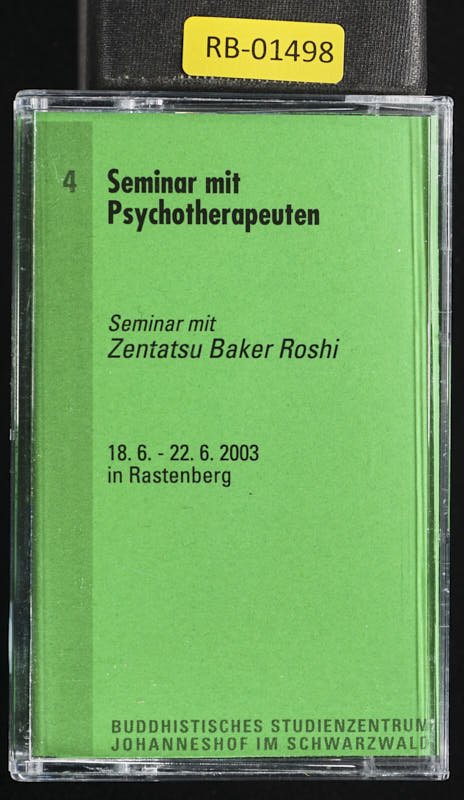 RB-01498
4
Seminar mit
Psychotherapeuten
Seminar mit
Zentatsu Baker Roshi
18. 6. - 22. 6. 2003
in Rastenberg
BUDDHISTISCHES STUDIENZENTRUM
JOHANNESHOF IM SCHWARZWALD